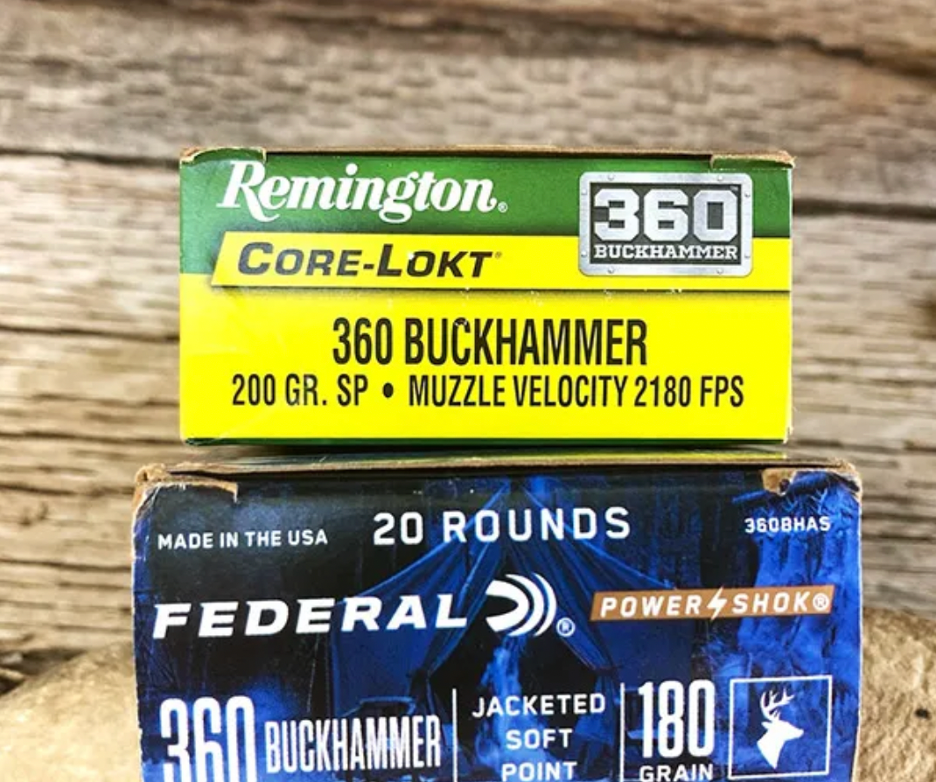 Remington®
360
BUCKHAMMER
CORE-LOKT
360 BUCKHAMMER
200 GR. SP • MUZZLE VELOCITY 2180 FPS
MADE IN THE USA
20 ROUNDS
360BHAS
FEDERAL®
POWER SHOK®
360 BUCKHAMMER
JACKETED
SOFT
POINT
180
GRAIN